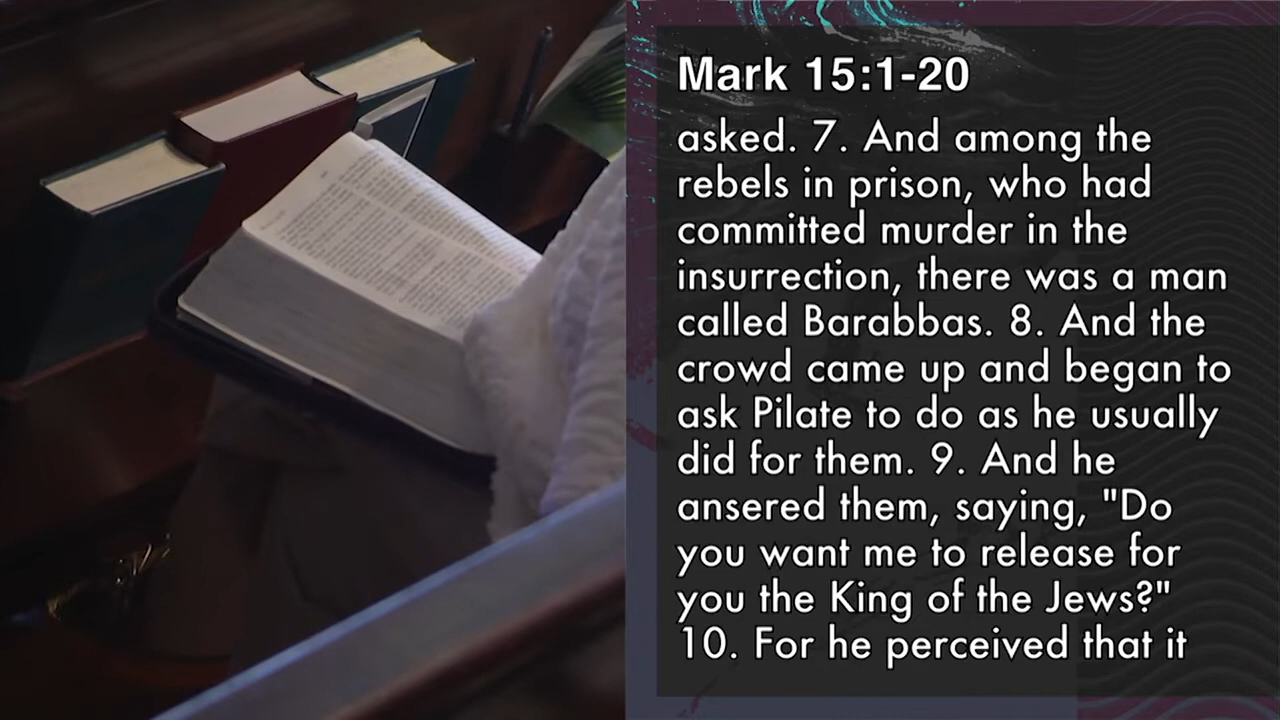 Mark 15:1-20
asked. 7. And among the
rebels in prison, who had
committed murder in the
insurrection, there was a man
called Barabbas. 8. And the
crowd came up and began to
ask Pilate to do as he usually
did for them. 9. And he
ansered them, saying, "Do
you want me to release for
you the King of the Jews?"
10. For he perceived that it